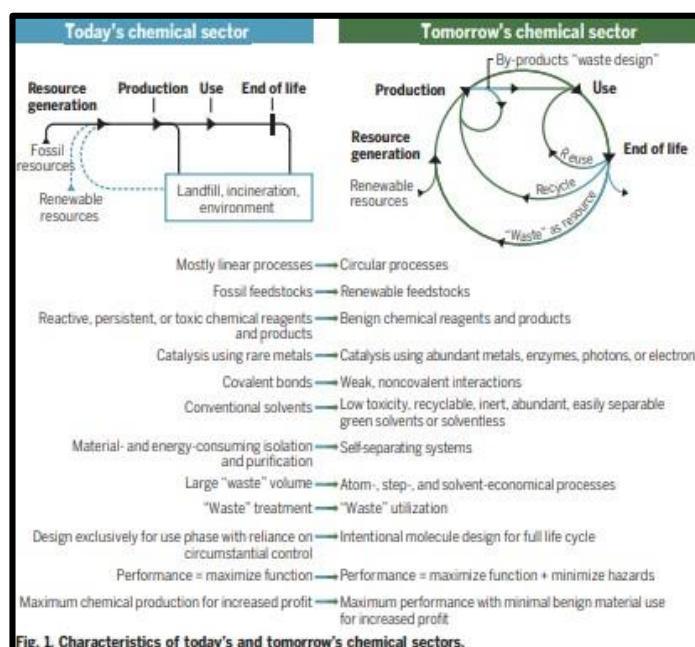 Today's chemical sector
Tomorrow's chemical sector
Resource
generation
Production
Use
End of life
Fossil
resources
Renewable
resources
Landfill, incineration,
environment
By-products "waste design"
Production
Use
Resource
generation
End of life
Renewable
resources
Reuse
Recycle
"Waste" as resource
Mostly linear processes
Circular processes
Fossil feedstocks
Renewable feedstocks
Reactive, persistent, or toxic chemical reagents
and products
Benign chemical reagents and products
Catalysis using rare metals
Catalysis using abundant metals, enzymes, photons, or electron
Covalent bonds
Weak, noncovalent interactions
Conventional solvents
Low toxicity, recyclable, inert, abundant, easily separable
green solvents or solventless
Material- and energy-consuming isolation
and purification
Self-separating systems
Large "waste" volume
Atom-, step-, and solvent-economical processes
"Waste" treatment
"Waste" utilization
Design exclusively for use phase with reliance on
circumstantial control
Intentional molecule design for full life cycle
Performance = maximize function
Performance = maximize function + minimize hazards
Maximum chemical production for increased profit
Maximum performance with minimal benign material use
for increased profit
Fig. 1. Characteristics of today's and tomorrow's chemical sectors.